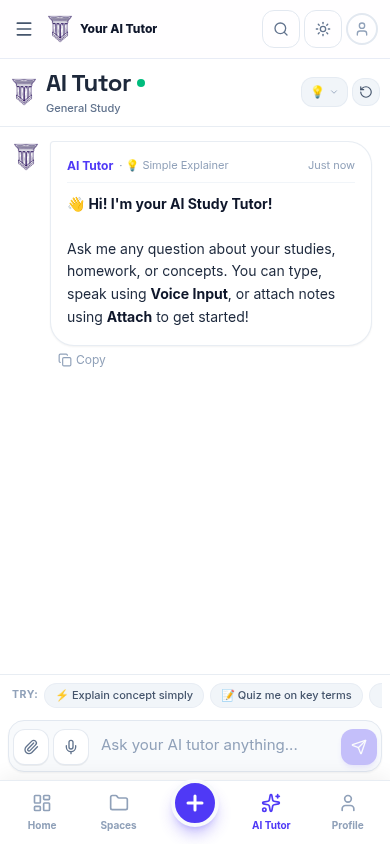 Your AI Tutor
AI Tutor
General Study
💡
AI Tutor · 💡 Simple Explainer Just now
👋 Hi! I'm your AI Study Tutor!
Ask me any question about your studies,
homework, or concepts. You can type,
speak using Voice Input, or attach notes
using Attach to get started!
Copy
TRY: ⚡ Explain concept simply 📝 Quiz me on key terms
Ask your AI tutor anything...
Home Spaces AI Tutor Profile